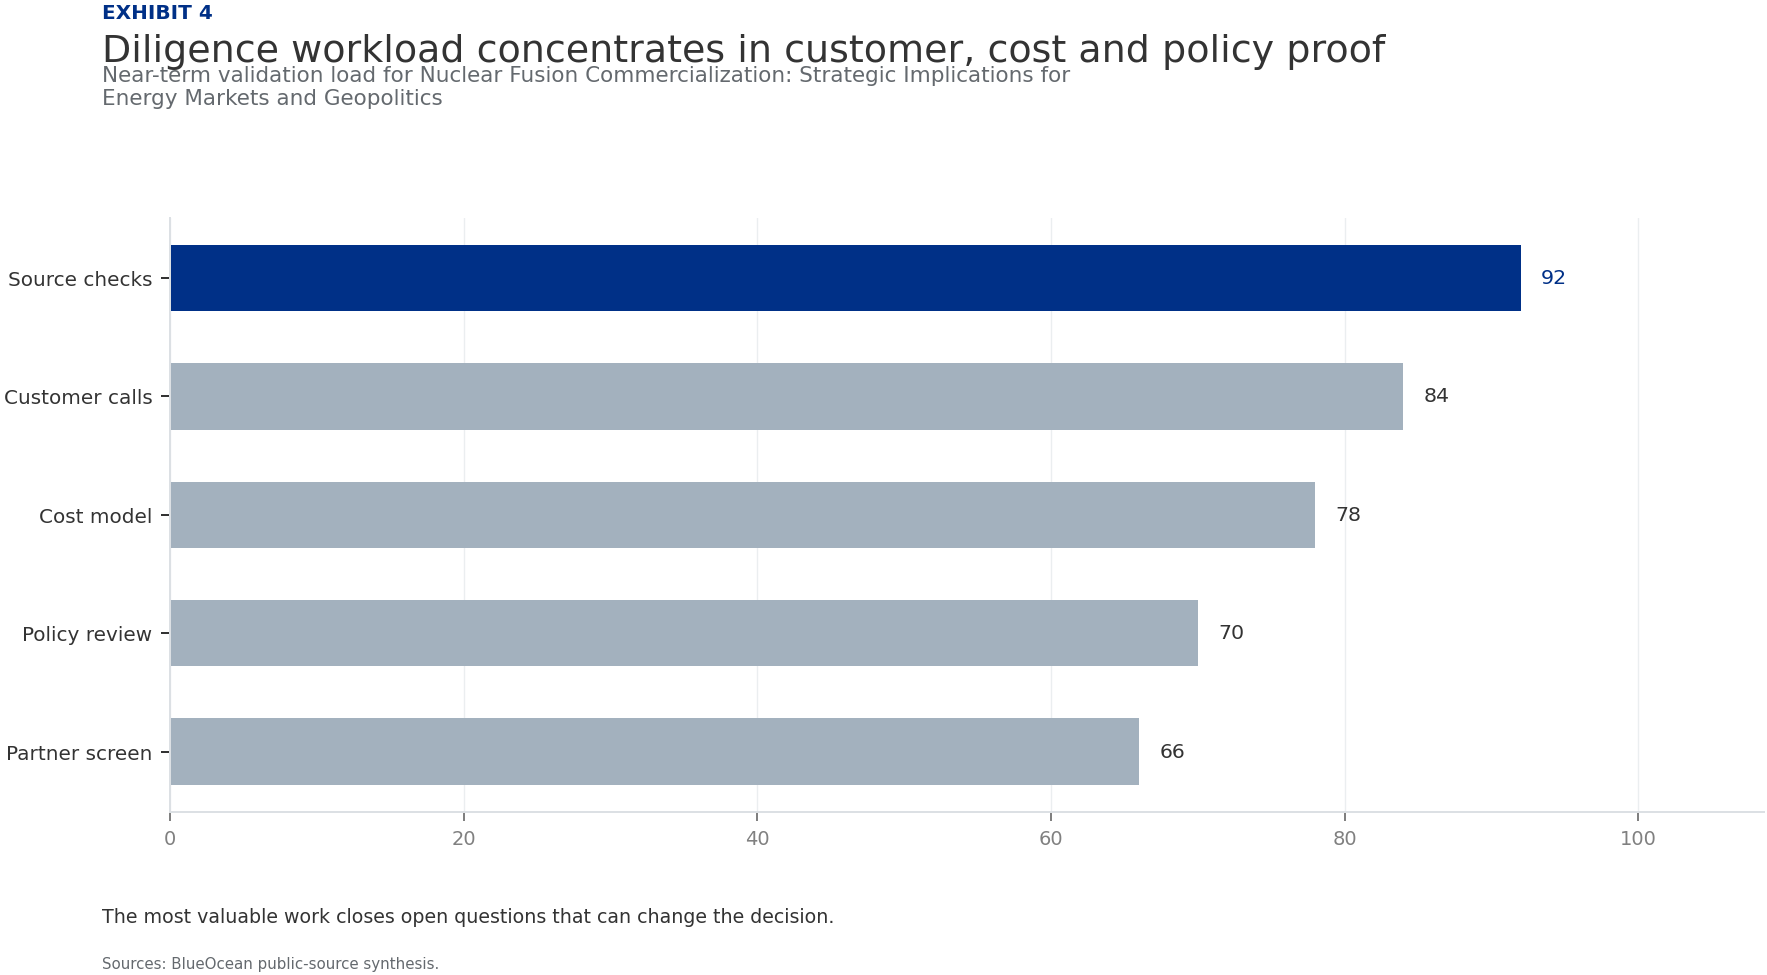 EXHIBIT 4
Diligence workload concentrates in customer, cost and policy proof
Near-term validation load for Nuclear Fusion Commercialization: Strategic Implications for
Energy Markets and Geopolitics
Source checks
92
Customer calls
84
Cost model
78
Policy review
70
Partner screen
66
0 20 40 60 80 100
The most valuable work closes open questions that can change the decision.
Sources: BlueOcean public-source synthesis.